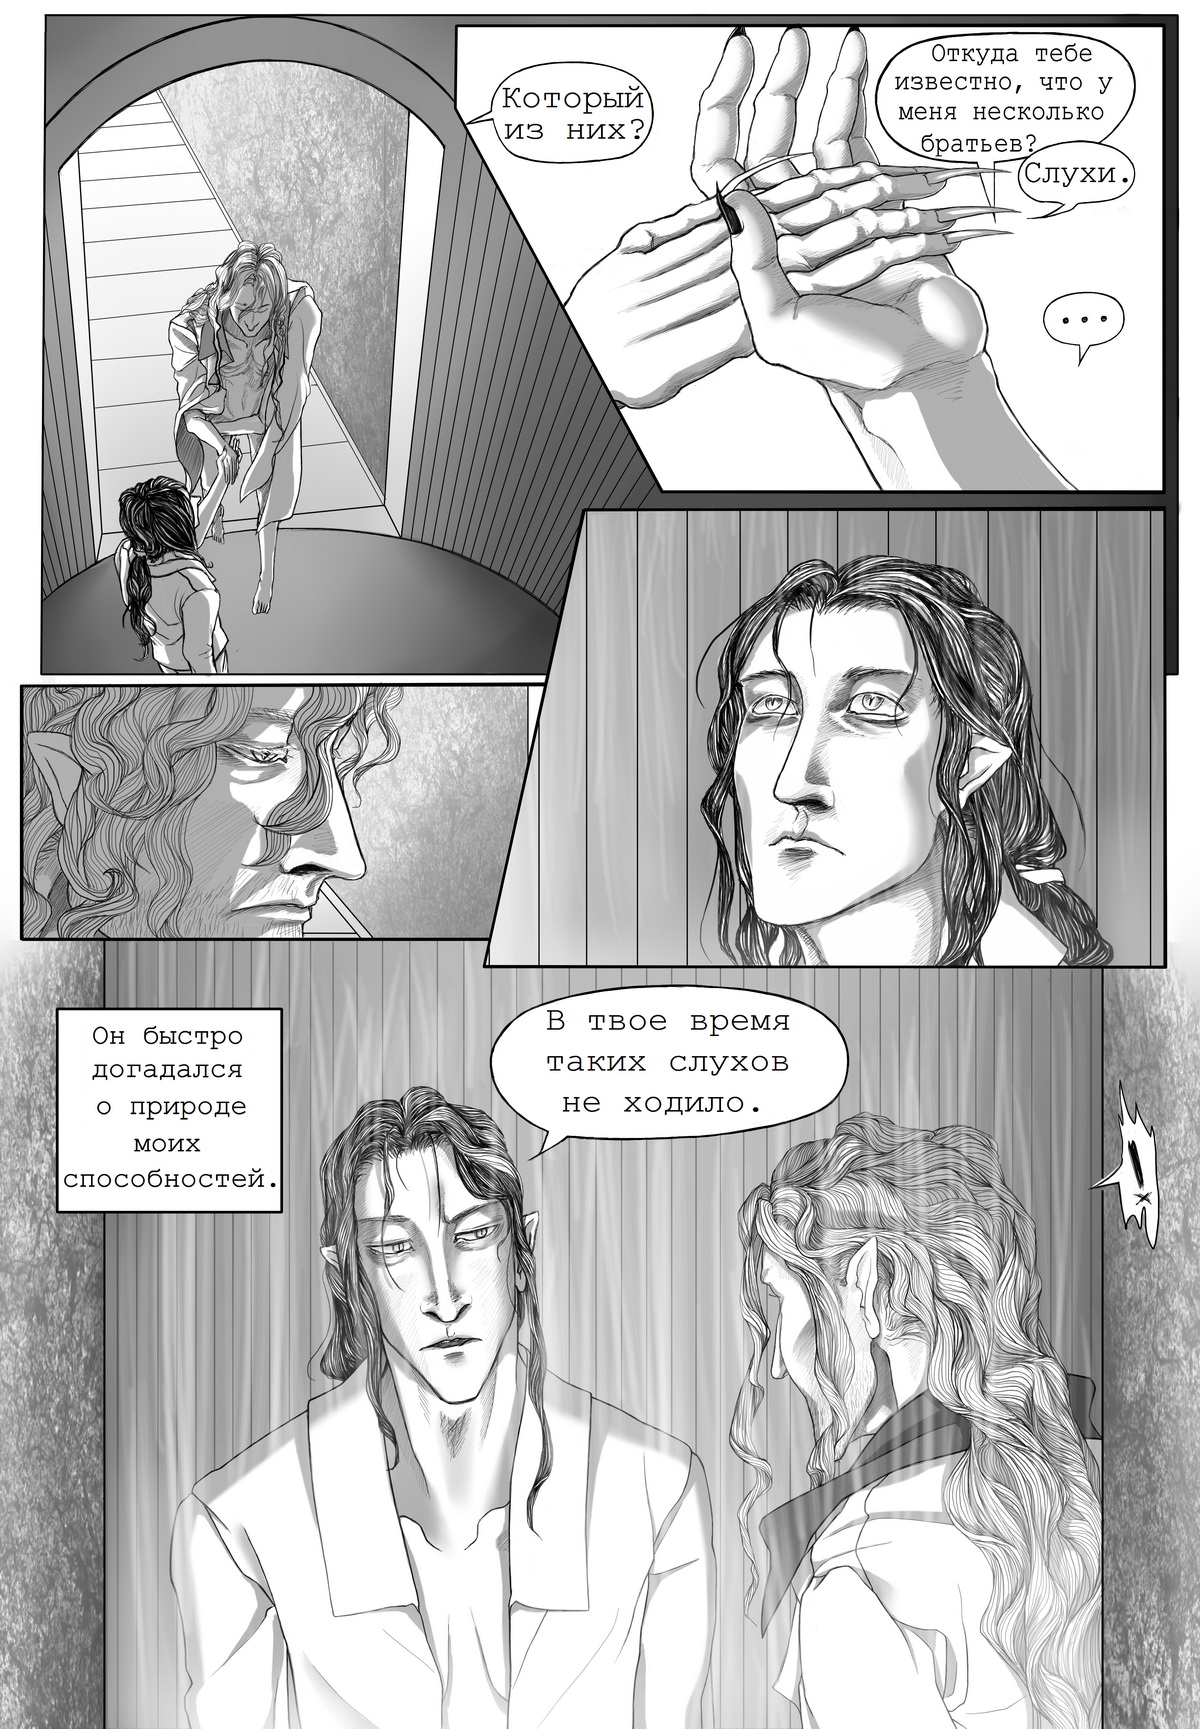 Который
из них?
Откуда тебе
известно, что у
меня несколько
братьев?
Слухи.
...
В твое время
таких слухов
не ходило.
Он быстро
догадался
о природе
моих
способностей.
!